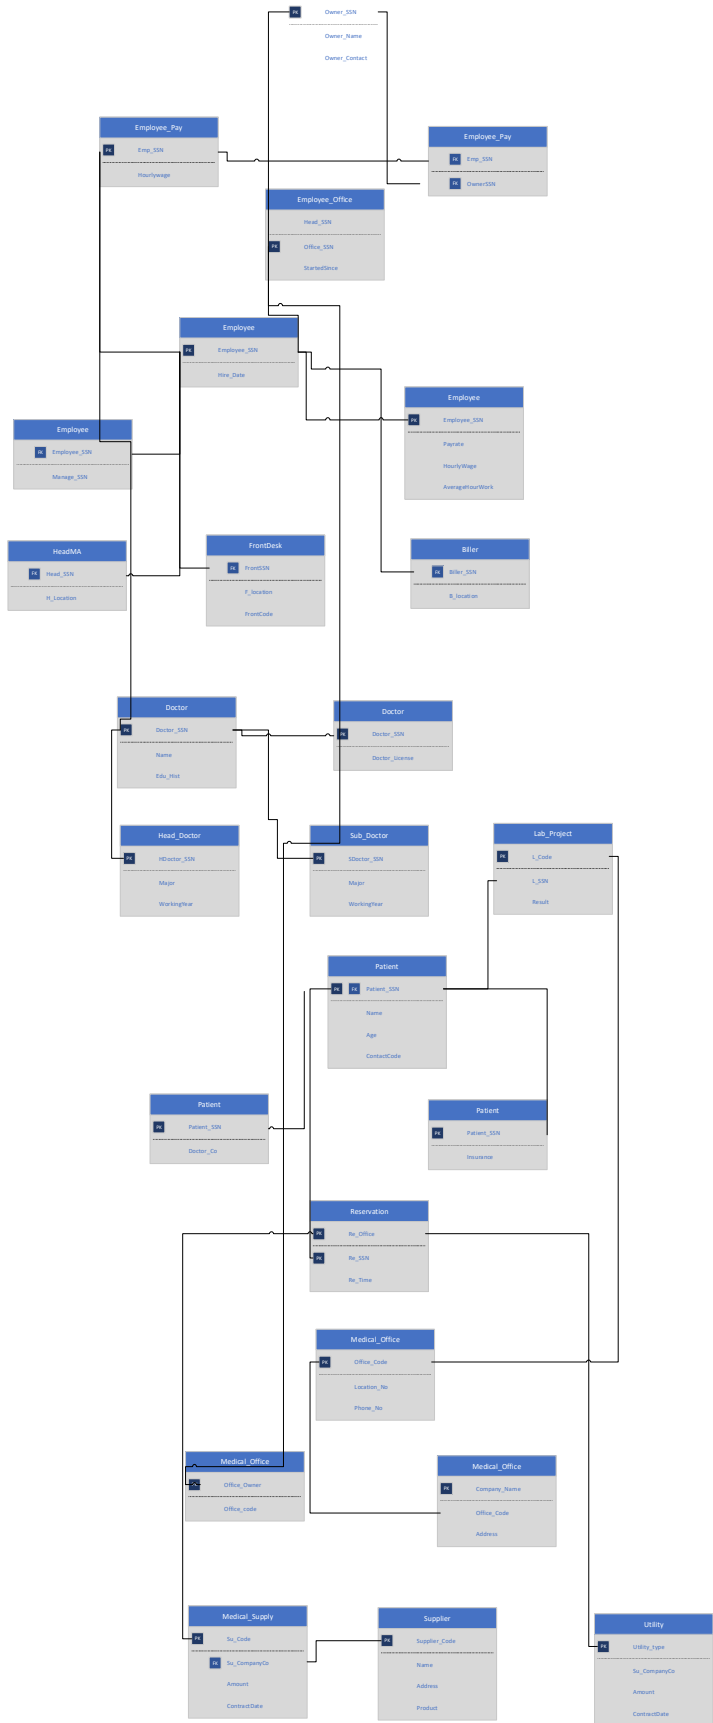 PK Owner_SSN
Owner_Name
Owner_Contact
Employee_Pay
PK Emp_SSN
Hourlywage
Employee_Pay
FK Emp_SSN
FK OwnerSSN
Employee_Office
Head_SSN
PK Office_SSN
StartedSince
Employee
PK Employee_SSN
Hire_Date
Employee
PK Employee_SSN
Payrate
HourlyWage
AverageHourWork
Employee
FK Employee_SSN
Manage_SSN
HeadMA
FK Head_SSN
H_Location
FrontDesk
FK FrontSSN
F_location
FrontCode
Biller
FK Biller_SSN
B_location
Doctor
PK Doctor_SSN
Name
Edu_Hist
Doctor
PK Doctor_SSN
Doctor_License
Head_Doctor
PK HDoctor_SSN
Major
WorkingYear
Sub_Doctor
PK SDoctor_SSN
Major
WorkingYear
Lab_Project
PK L_Code
L_SSN
Result
Patient
PK FK Patient_SSN
Name
Age
ContactCode
Patient
PK Patient_SSN
Doctor_Co
Patient
PK Patient_SSN
Insurance
Reservation
PK Re_Office
PK Re_SSN
Re_Time
Medical_Office
PK Office_Code
Location_No
Phone_No
Medical_Office
PK Office_Owner
Office_code
Medical_Office
PK Company_Name
Office_Code
Address
Medical_Supply
PK Su_Code
FK Su_CompanyCo
Amount
ContractDate
Supplier
PK Supplier_Code
Name
Address
Product
Utility
PK Utility_type
Su_CompanyCo
Amount
ContractDate